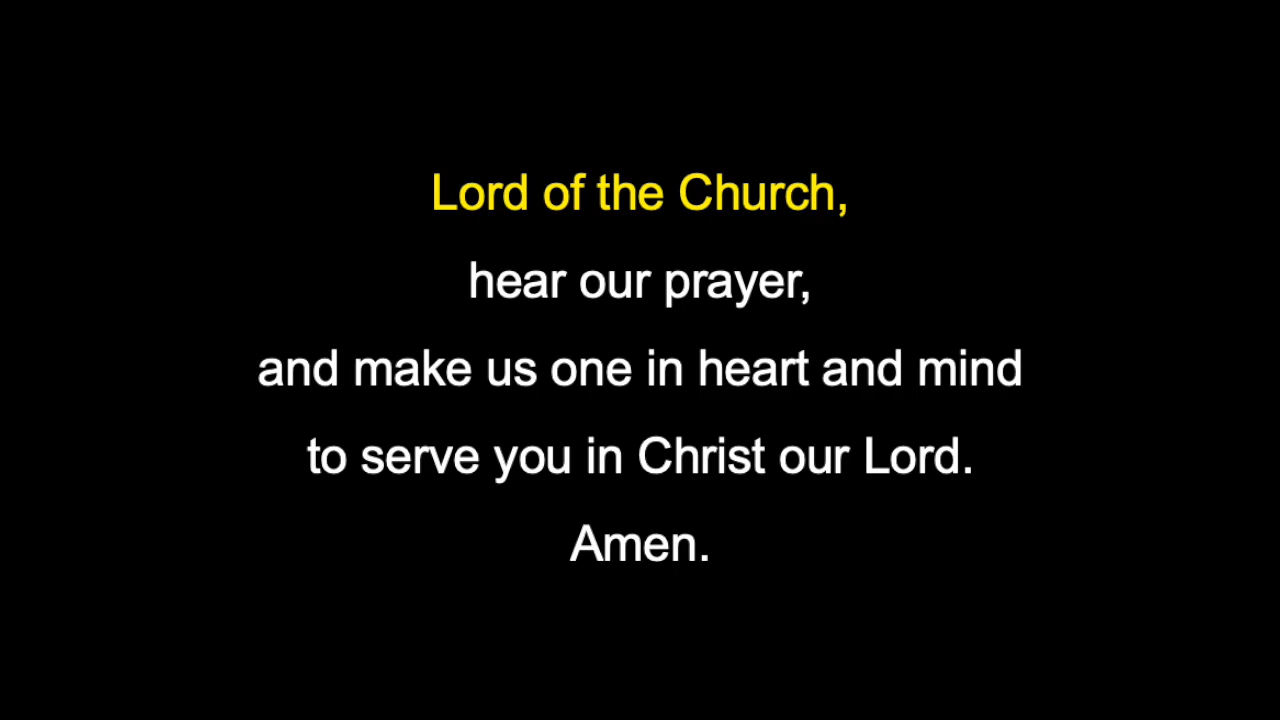 Lord of the Church,
hear our prayer,
and make us one in heart and mind
to serve you in Christ our Lord.
Amen.